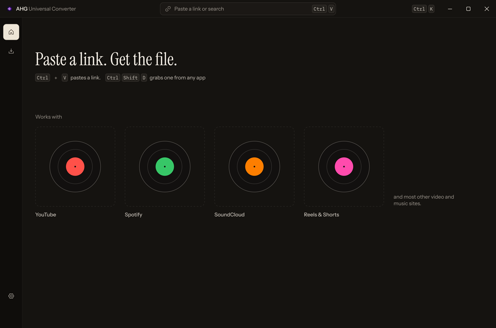 AHG Universal Converter
Paste a link or search
Ctrl V
Ctrl K
Paste a link. Get the file.
Ctrl + V pastes a link. Ctrl Shift D grabs one from any app
Works with
YouTube
Spotify
SoundCloud
Reels & Shorts
and most other video and
music sites.